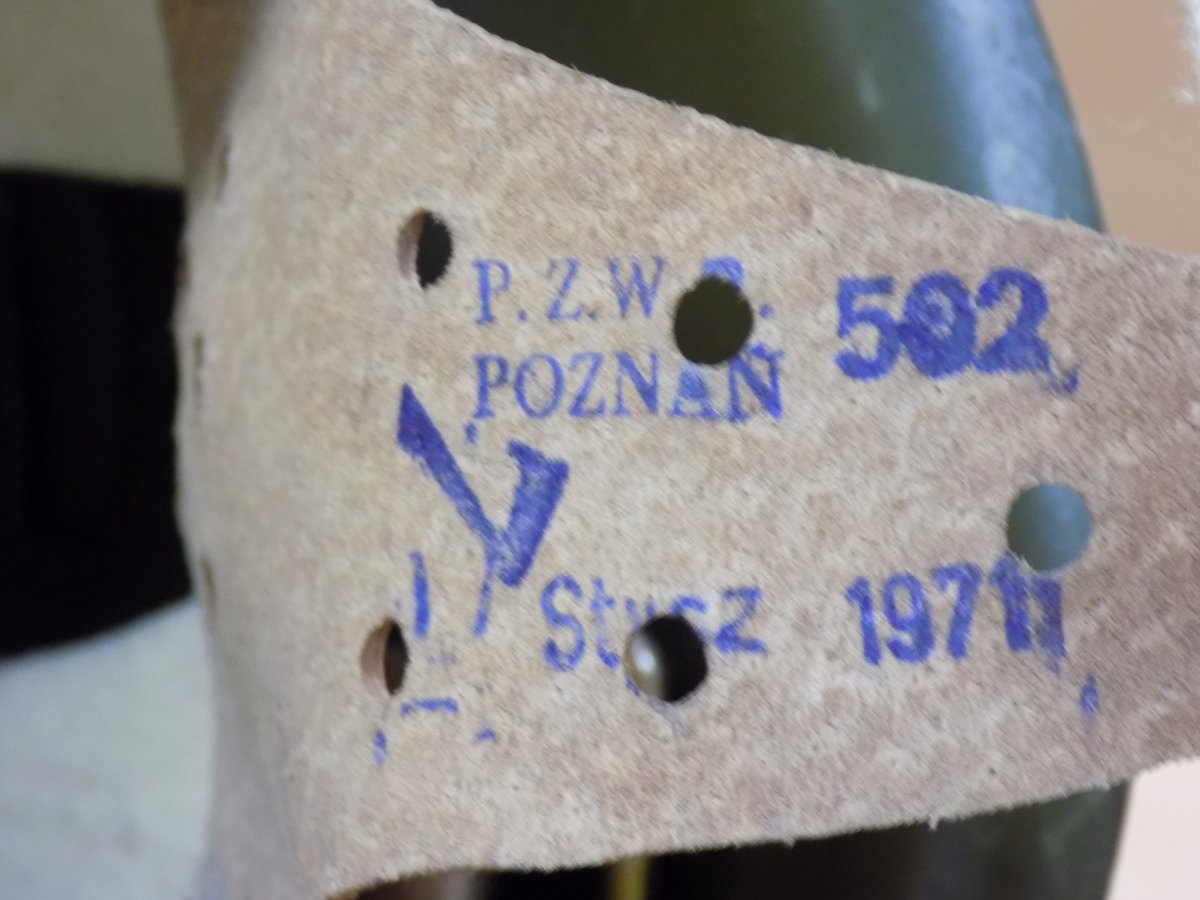 P.Z.W 502
POZNAŃ
Stycz 1971